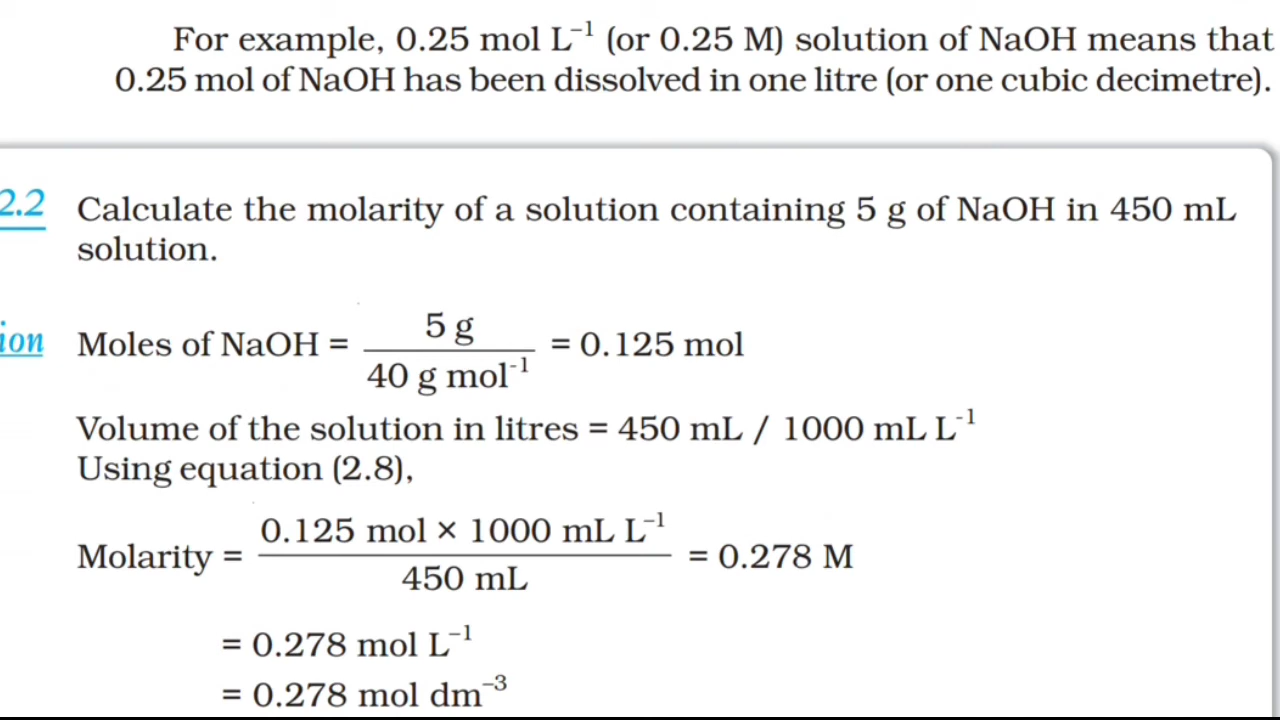 For example, 0.25 mol L⁻¹ (or 0.25 M) solution of NaOH means that
0.25 mol of NaOH has been dissolved in one litre (or one cubic decimetre).
2.2 Calculate the molarity of a solution containing 5 g of NaOH in 450 mL
solution.
ion Moles of NaOH = 5 g / 40 g mol⁻¹ = 0.125 mol
Volume of the solution in litres = 450 mL / 1000 mL L⁻¹
Using equation (2.8),
Molarity = 0.125 mol × 1000 mL L⁻¹ / 450 mL = 0.278 M
= 0.278 mol L⁻¹
= 0.278 mol dm⁻³